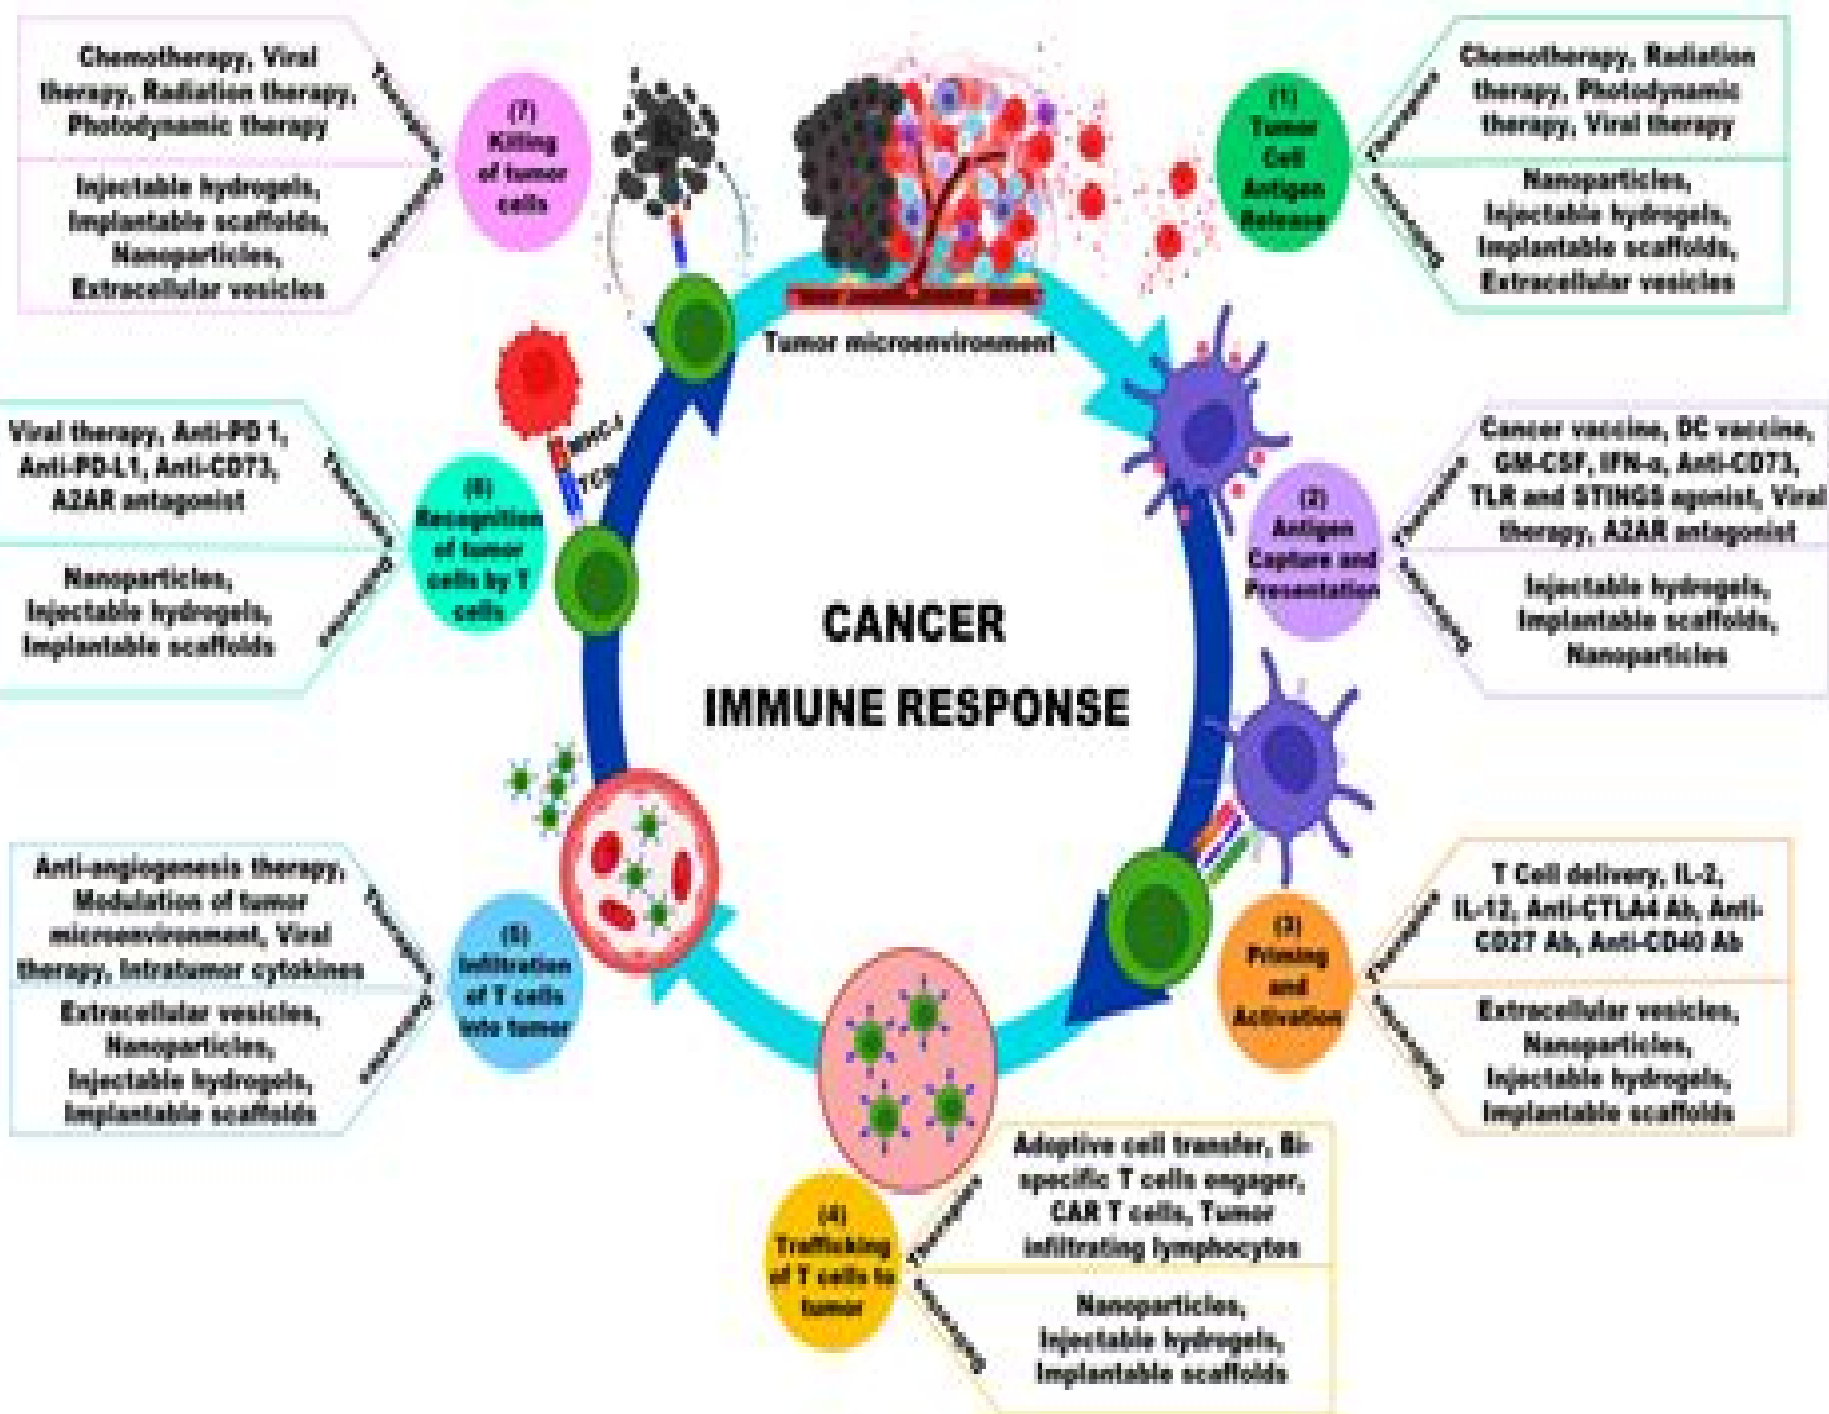 Chemotherapy, Viral
therapy, Radiation therapy,
Photodynamic therapy
Therapies
Injectable hydrogels,
Implantable scaffolds,
Nanoparticles,
Extracellular vesicles
(7)
Killing
of tumor
cells
(1)
Tumor
Cell
Antigen
Release
Therapies
Chemotherapy, Radiation
therapy, Photodynamic
therapy, Viral therapy
Nanoparticles,
Injectable hydrogels,
Implantable scaffolds,
Extracellular vesicles
Tumor microenvironment
MHC-I
TCR
Viral therapy, Anti-PD 1,
Anti-PD-L1, Anti-CD73,
A2AR antagonist
Therapies
Nanoparticles,
Injectable hydrogels,
Implantable scaffolds
(6)
Recognition
of tumor
cells by T
cells
(2)
Antigen
Capture and
Presentation
Therapies
Cancer vaccine, DC vaccine,
GM-CSF, IFN-α, Anti-CD73,
TLR and STINGS agonist, Viral
therapy, A2AR antagonist
Injectable hydrogels,
Implantable scaffolds,
Nanoparticles
CANCER
IMMUNE RESPONSE
Anti-angiogenesis therapy,
Modulation of tumor
microenvironment, Viral
therapy, Intratumor cytokines
Therapies
Extracellular vesicles,
Nanoparticles,
Injectable hydrogels,
Implantable scaffolds
(5)
Infiltration
of T cells
into tumor
(3)
Priming
and
Activation
Therapies
T Cell delivery, IL-2,
IL-12, Anti-CTLA4 Ab, Anti-
CD27 Ab, Anti-CD40 Ab
Extracellular vesicles,
Nanoparticles,
Injectable hydrogels,
Implantable scaffolds
(4)
Trafficking
of T cells to
tumor
Therapies
Adoptive cell transfer, Bi-
specific T cells engager,
CAR T cells, Tumor
infiltrating lymphocytes
Nanoparticles,
Injectable hydrogels,
Implantable scaffolds